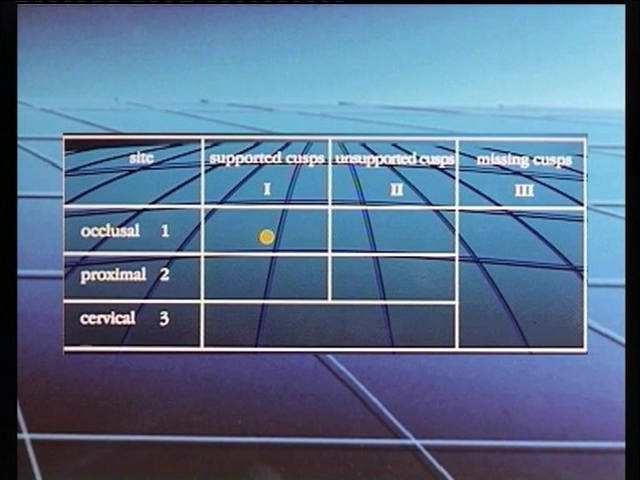 site supported cusps unsupported cusps missing cusps
I II III
occlusal 1
proximal 2
cervical 3